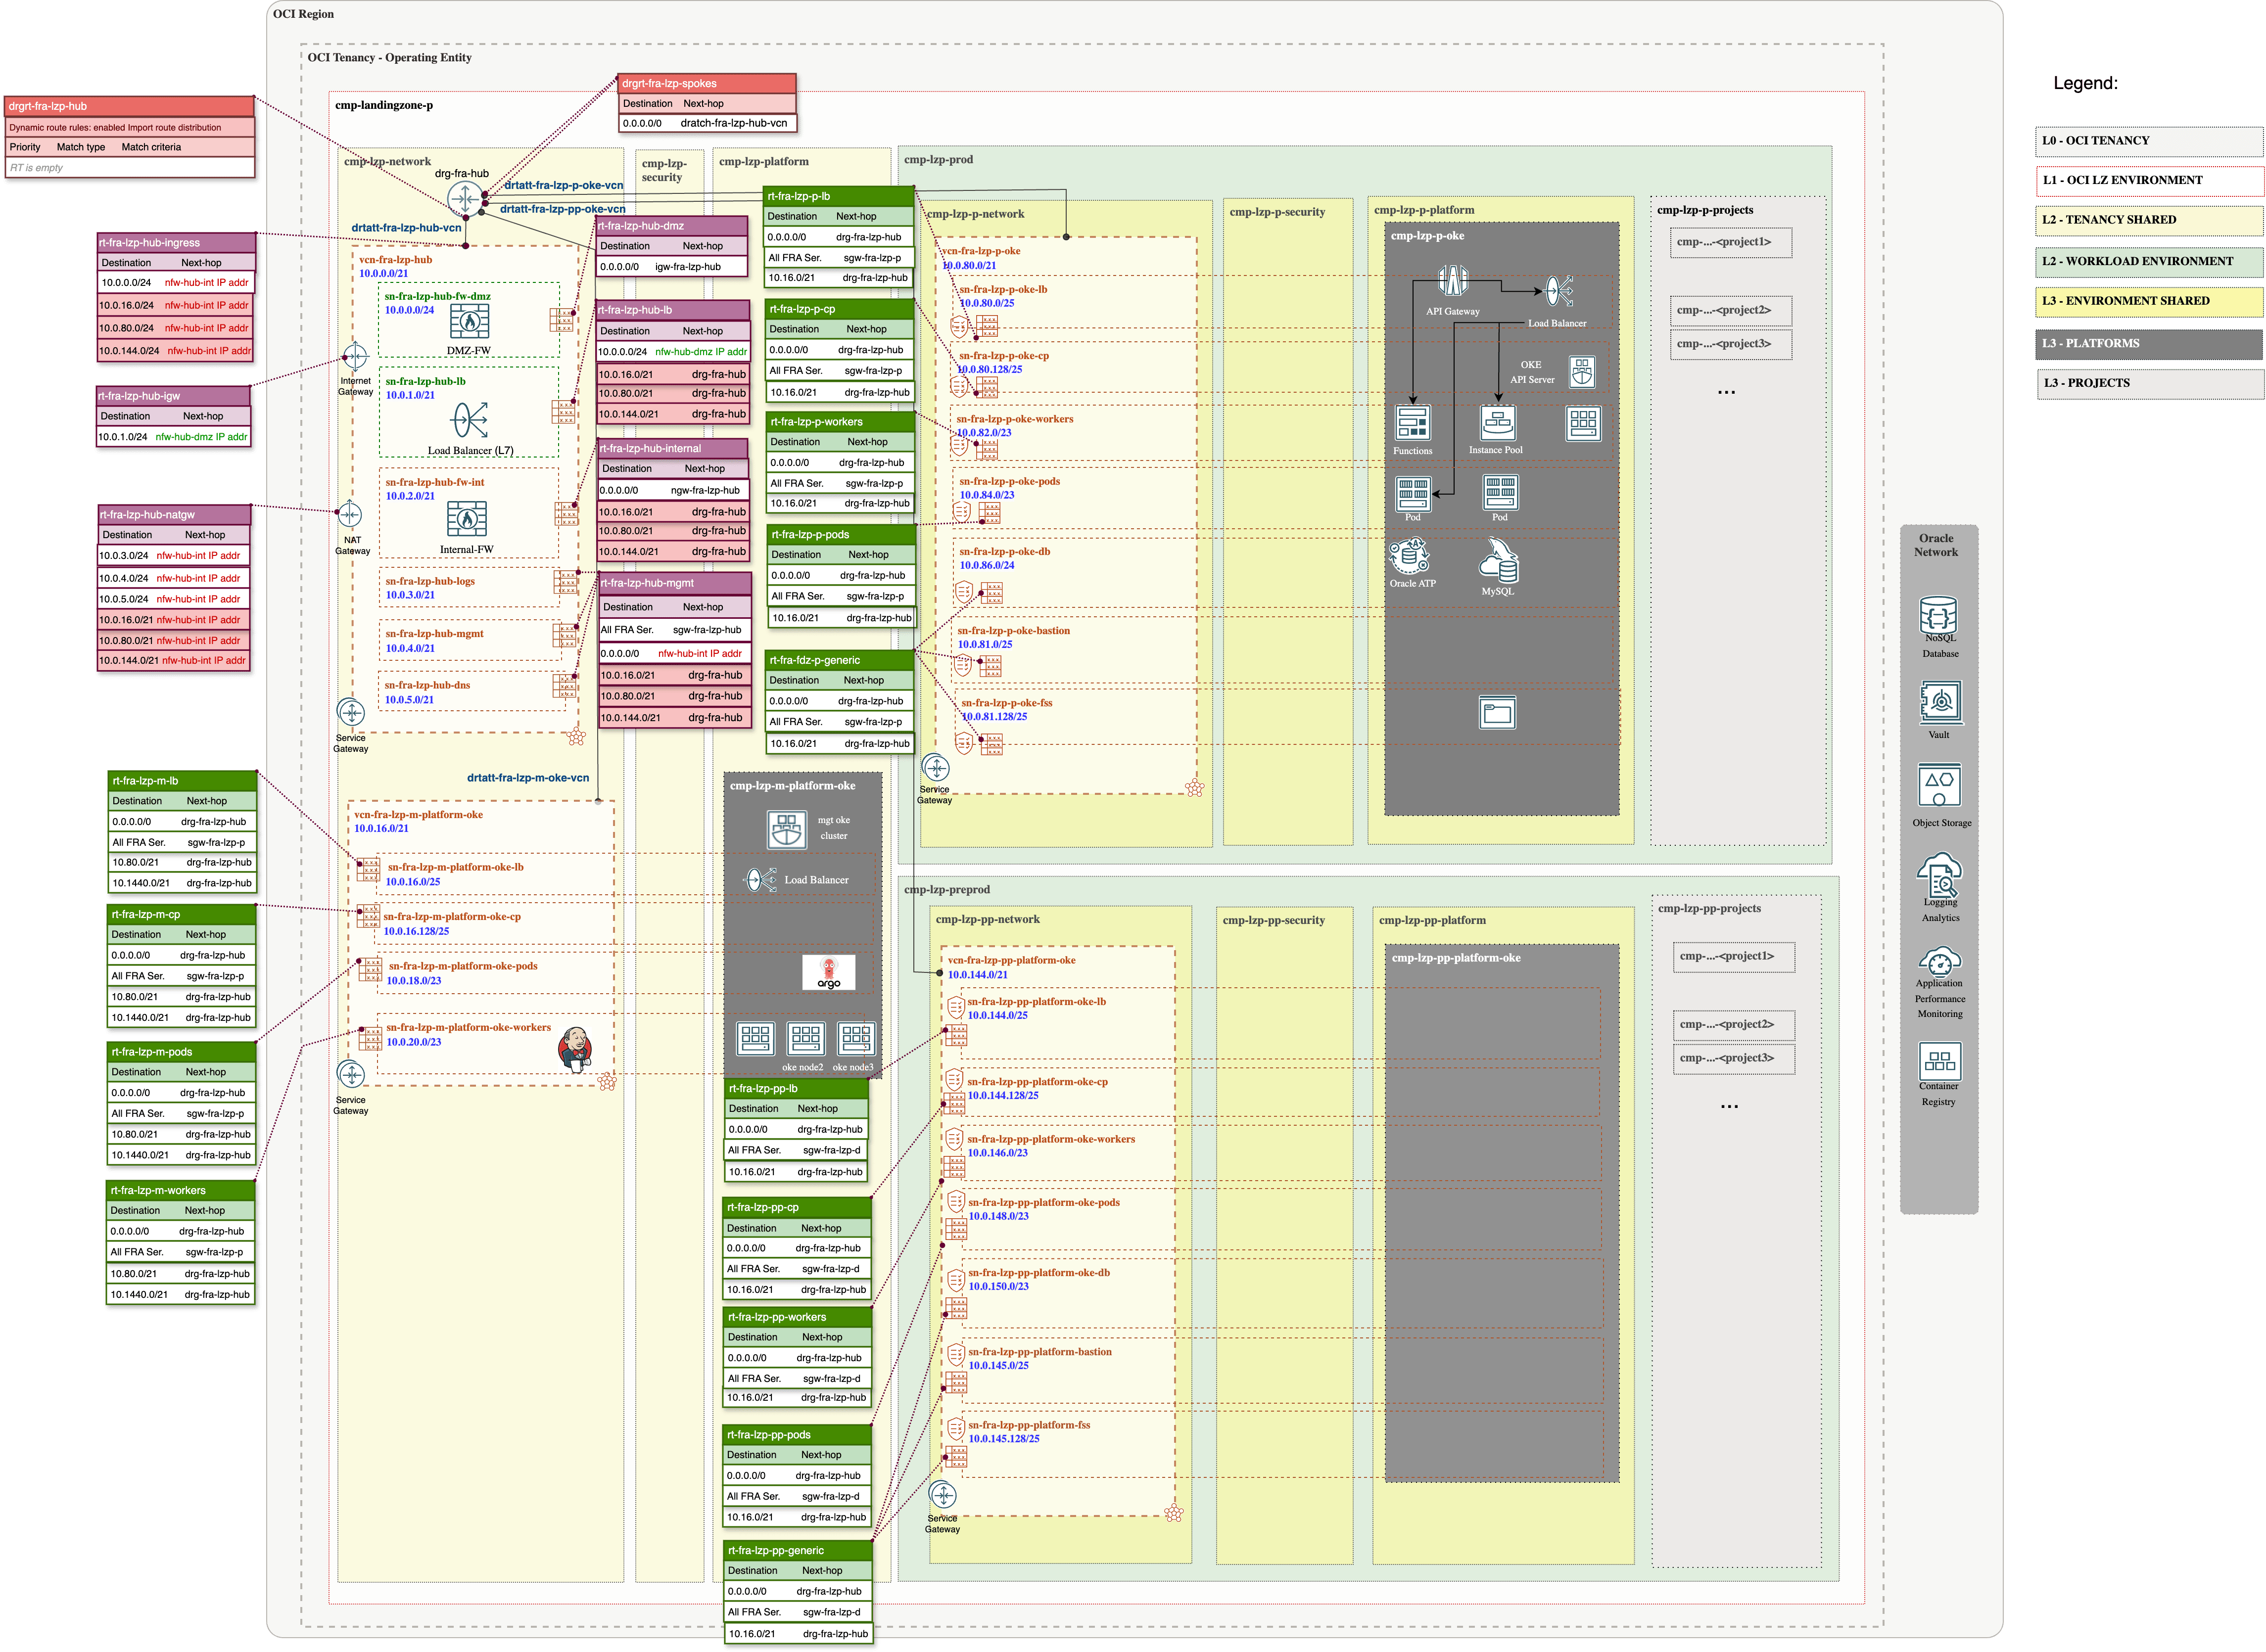 OCI Region
OCI Tenancy - Operating Entity
cmp-landingzone-p
drgrt-fra-lzp-hub
Dynamic route rules: enabled Import route distribution
Priority Match type Match criteria
RT is empty
drgrt-fra-lzp-spokes
Destination Next-hop
0.0.0.0/0 dratch-fra-lzp-hub-vcn
cmp-lzp-network
cmp-lzp-
security
cmp-lzp-platform
drg-fra-hub
drtatt-fra-lzp-p-oke-vcn
drtatt-fra-lzp-pp-oke-vcn
drtatt-fra-lzp-hub-vcn
rt-fra-lzp-hub-ingress
Destination Next-hop
10.0.0.0/24 nfw-hub-int IP addr
10.0.16.0/24 nfw-hub-int IP addr
10.0.80.0/24 nfw-hub-int IP addr
10.0.144.0/24 nfw-hub-int IP addr
rt-fra-lzp-hub-igw
Destination Next-hop
10.0.1.0/24 nfw-hub-dmz IP addr
rt-fra-lzp-hub-natgw
Destination Next-hop
10.0.3.0/24 nfw-hub-int IP addr
10.0.4.0/24 nfw-hub-int IP addr
10.0.5.0/24 nfw-hub-int IP addr
10.0.16.0/21 nfw-hub-int IP addr
10.0.80.0/21 nfw-hub-int IP addr
10.0.144.0/21 nfw-hub-int IP addr
vcn-fra-lzp-hub
10.0.0.0/21
sn-fra-lzp-hub-fw-dmz
10.0.0.0/24
DMZ-FW
Internet
Gateway
sn-fra-lzp-hub-lb
10.0.1.0/21
Load Balancer (L7)
sn-fra-lzp-hub-fw-int
10.0.2.0/21
Internal-FW
NAT
Gateway
sn-fra-lzp-hub-logs
10.0.3.0/21
sn-fra-lzp-hub-mgmt
10.0.4.0/21
sn-fra-lzp-hub-dns
10.0.5.0/21
Service
Gateway
rt-fra-lzp-hub-dmz
Destination Next-hop
0.0.0.0/0 igw-fra-lzp-hub
rt-fra-lzp-hub-lb
Destination Next-hop
10.0.0.0/24 nfw-hub-dmz IP addr
10.0.16.0/21 drg-fra-hub
10.0.80.0/21 drg-fra-hub
10.0.144.0/21 drg-fra-hub
rt-fra-lzp-hub-internal
Destination Next-hop
0.0.0.0/0 ngw-fra-lzp-hub
10.0.16.0/21 drg-fra-hub
10.0.80.0/21 drg-fra-hub
10.0.144.0/21 drg-fra-hub
rt-fra-lzp-hub-mgmt
Destination Next-hop
All FRA Ser. sgw-fra-lzp-hub
0.0.0.0/0 nfw-hub-int IP addr
10.0.16.0/21 drg-fra-hub
10.0.80.0/21 drg-fra-hub
10.0.144.0/21 drg-fra-hub
rt-fra-lzp-p-lb
Destination Next-hop
0.0.0.0/0 drg-fra-lzp-hub
All FRA Ser. sgw-fra-lzp-p
10.16.0/21 drg-fra-lzp-hub
rt-fra-lzp-p-cp
Destination Next-hop
0.0.0.0/0 drg-fra-lzp-hub
All FRA Ser. sgw-fra-lzp-p
10.16.0/21 drg-fra-lzp-hub
rt-fra-lzp-p-workers
Destination Next-hop
0.0.0.0/0 drg-fra-lzp-hub
All FRA Ser. sgw-fra-lzp-p
10.16.0/21 drg-fra-lzp-hub
rt-fra-lzp-p-pods
Destination Next-hop
0.0.0.0/0 drg-fra-lzp-hub
All FRA Ser. sgw-fra-lzp-p
10.16.0/21 drg-fra-lzp-hub
rt-fra-fdz-p-generic
Destination Next-hop
0.0.0.0/0 drg-fra-lzp-hub
All FRA Ser. sgw-fra-lzp-p
10.16.0/21 drg-fra-lzp-hub
cmp-lzp-prod
cmp-lzp-p-network
vcn-fra-lzp-p-oke
10.0.80.0/21
sn-fra-lzp-p-oke-lb
10.0.80.0/25
sn-fra-lzp-p-oke-cp
10.0.80.128/25
sn-fra-lzp-p-oke-workers
10.0.82.0/23
sn-fra-lzp-p-oke-pods
10.0.84.0/23
sn-fra-lzp-p-oke-db
10.0.86.0/24
sn-fra-lzp-p-oke-bastion
10.0.81.0/25
sn-fra-lzp-p-oke-fss
10.0.81.128/25
Service
Gateway
cmp-lzp-p-security
cmp-lzp-p-platform
cmp-lzp-p-oke
API Gateway
Load Balancer
OKE
API Server
Functions
Instance Pool
Pod
Pod
Oracle ATP
MySQL
cmp-lzp-p-projects
cmp-...-<project1>
cmp-...-<project2>
cmp-...-<project3>
...
drtatt-fra-lzp-m-oke-vcn
rt-fra-lzp-m-lb
Destination Next-hop
0.0.0.0/0 drg-fra-lzp-hub
All FRA Ser. sgw-fra-lzp-p
10.80.0/21 drg-fra-lzp-hub
10.1440.0/21 drg-fra-lzp-hub
rt-fra-lzp-m-cp
Destination Next-hop
0.0.0.0/0 drg-fra-lzp-hub
All FRA Ser. sgw-fra-lzp-p
10.80.0/21 drg-fra-lzp-hub
10.1440.0/21 drg-fra-lzp-hub
rt-fra-lzp-m-pods
Destination Next-hop
0.0.0.0/0 drg-fra-lzp-hub
All FRA Ser. sgw-fra-lzp-p
10.80.0/21 drg-fra-lzp-hub
10.1440.0/21 drg-fra-lzp-hub
rt-fra-lzp-m-workers
Destination Next-hop
0.0.0.0/0 drg-fra-lzp-hub
All FRA Ser. sgw-fra-lzp-p
10.80.0/21 drg-fra-lzp-hub
10.1440.0/21 drg-fra-lzp-hub
vcn-fra-lzp-m-platform-oke
10.0.16.0/21
sn-fra-lzp-m-platform-oke-lb
10.0.16.0/25
sn-fra-lzp-m-platform-oke-cp
10.0.16.128/25
sn-fra-lzp-m-platform-oke-pods
10.0.18.0/23
sn-fra-lzp-m-platform-oke-workers
10.0.20.0/23
Service
Gateway
cmp-lzp-m-platform-oke
mgt oke
cluster
Load Balancer
argo
oke node2 oke node3
rt-fra-lzp-pp-lb
Destination Next-hop
0.0.0.0/0 drg-fra-lzp-hub
All FRA Ser. sgw-fra-lzp-d
10.16.0/21 drg-fra-lzp-hub
rt-fra-lzp-pp-cp
Destination Next-hop
0.0.0.0/0 drg-fra-lzp-hub
All FRA Ser. sgw-fra-lzp-d
10.16.0/21 drg-fra-lzp-hub
rt-fra-lzp-pp-workers
Destination Next-hop
0.0.0.0/0 drg-fra-lzp-hub
All FRA Ser. sgw-fra-lzp-d
10.16.0/21 drg-fra-lzp-hub
rt-fra-lzp-pp-pods
Destination Next-hop
0.0.0.0/0 drg-fra-lzp-hub
All FRA Ser. sgw-fra-lzp-d
10.16.0/21 drg-fra-lzp-hub
rt-fra-lzp-pp-generic
Destination Next-hop
0.0.0.0/0 drg-fra-lzp-hub
All FRA Ser. sgw-fra-lzp-d
10.16.0/21 drg-fra-lzp-hub
cmp-lzp-preprod
cmp-lzp-pp-network
vcn-fra-lzp-pp-platform-oke
10.0.144.0/21
sn-fra-lzp-pp-platform-oke-lb
10.0.144.0/25
sn-fra-lzp-pp-platform-oke-cp
10.0.144.128/25
sn-fra-lzp-pp-platform-oke-workers
10.0.146.0/23
sn-fra-lzp-pp-platform-oke-pods
10.0.148.0/23
sn-fra-lzp-pp-platform-oke-db
10.0.150.0/23
sn-fra-lzp-pp-platform-bastion
10.0.145.0/25
sn-fra-lzp-pp-platform-fss
10.0.145.128/25
Service
Gateway
cmp-lzp-pp-security
cmp-lzp-pp-platform
cmp-lzp-pp-platform-oke
cmp-lzp-pp-projects
cmp-...-<project1>
cmp-...-<project2>
cmp-...-<project3>
...
Oracle
Network
NoSQL
Database
Vault
Object Storage
Logging
Analytics
Application
Performance
Monitoring
Container
Registry
Legend:
L0 - OCI TENANCY
L1 - OCI LZ ENVIRONMENT
L2 - TENANCY SHARED
L2 - WORKLOAD ENVIRONMENT
L3 - ENVIRONMENT SHARED
L3 - PLATFORMS
L3 - PROJECTS